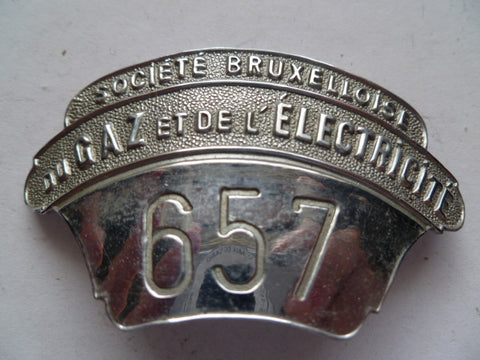 SOCIÉTÉ BRUXELLOISE
DU GAZ ET DE L'ÉLECTRICITÉ
657